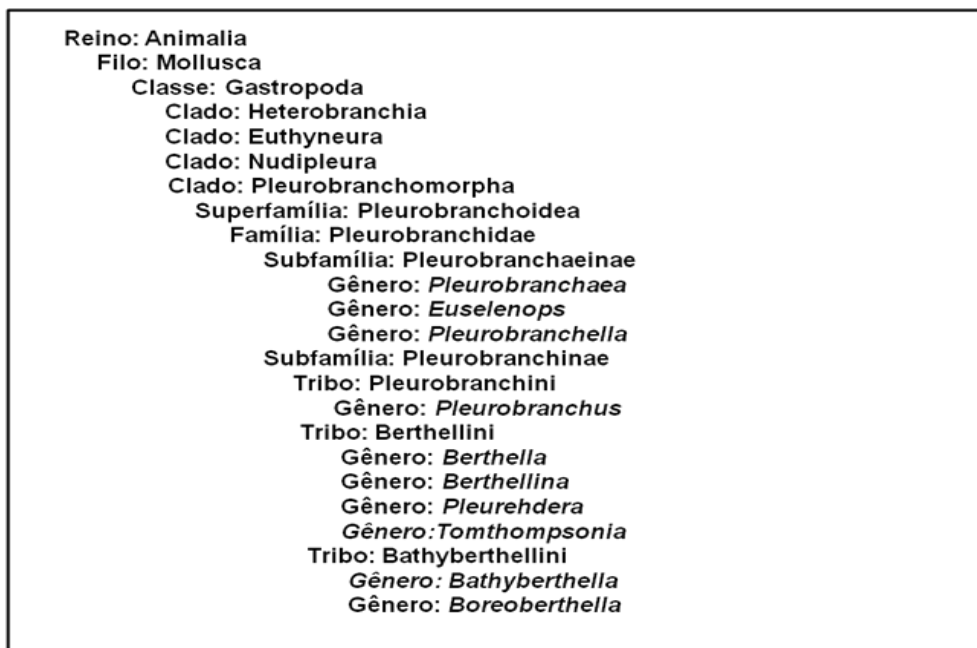 Reino: Animalia
Filo: Mollusca
Classe: Gastropoda
Clado: Heterobranchia
Clado: Euthyneura
Clado: Nudipleura
Clado: Pleurobranchomorpha
Superfamília: Pleurobranchoidea
Família: Pleurobranchidae
Subfamília: Pleurobranchaeinae
Gênero: Pleurobranchaea
Gênero: Euselenops
Gênero: Pleurobranchella
Subfamília: Pleurobranchinae
Tribo: Pleurobranchini
Gênero: Pleurobranchus
Tribo: Berthellini
Gênero: Berthella
Gênero: Berthellina
Gênero: Pleurehdera
Gênero:Tomthompsonia
Tribo: Bathyberthellini
Gênero: Bathyberthella
Gênero: Boreoberthella